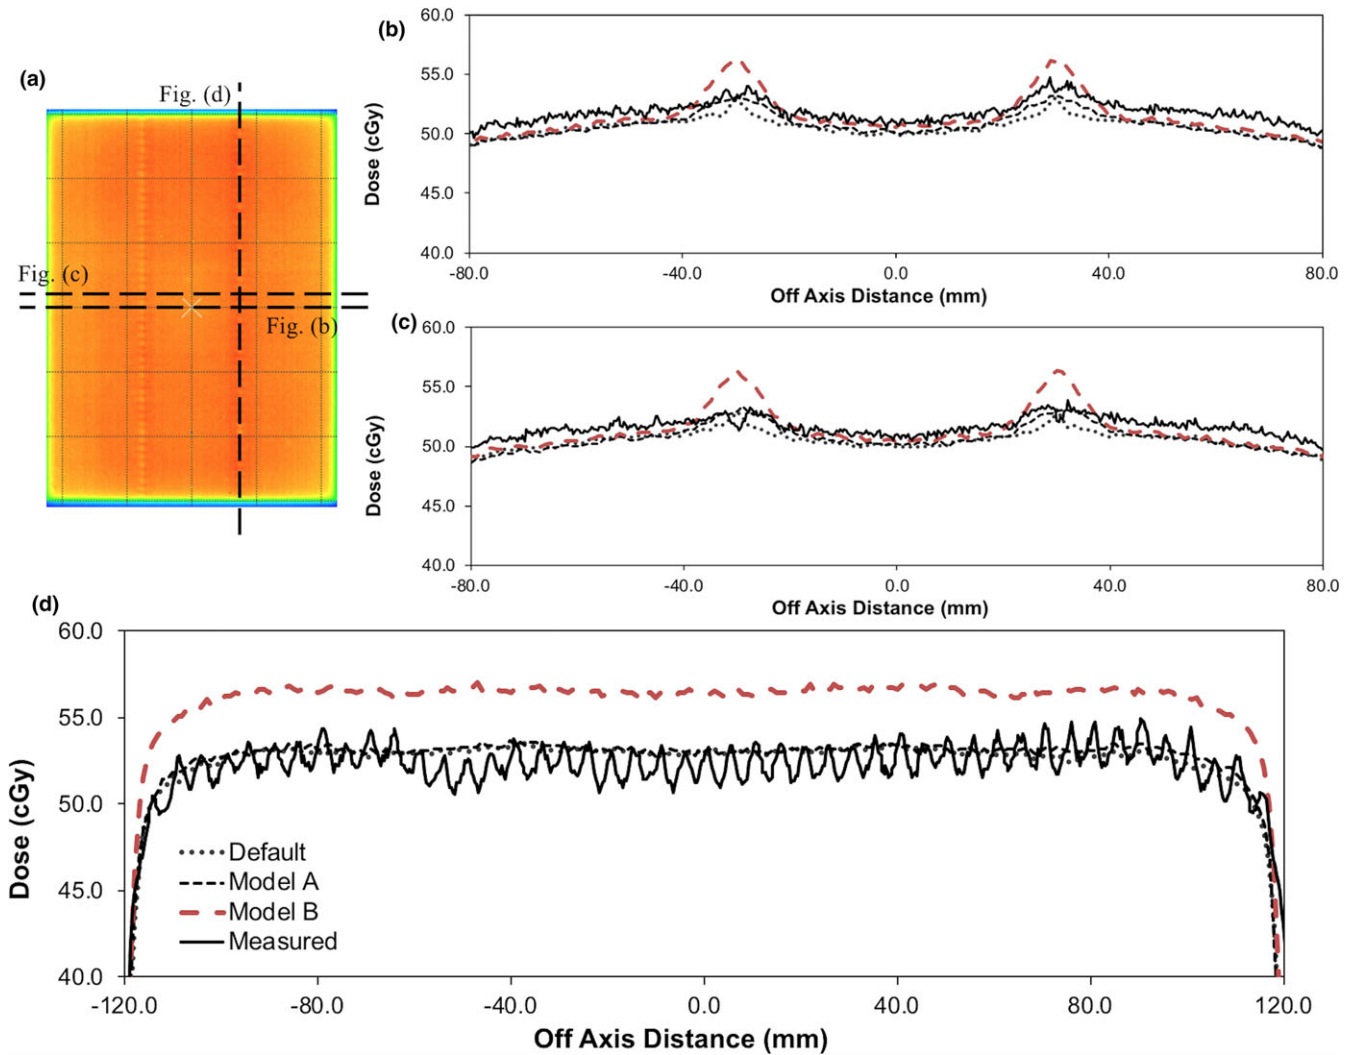 (a)
Fig. (d)
Fig. (c)
Fig. (b)
(b)
60.0
55.0
50.0
45.0
40.0
Dose (cGy)
-80.0 -40.0 0.0 40.0 80.0
Off Axis Distance (mm)
(c)
60.0
55.0
50.0
45.0
40.0
Dose (cGy)
-80.0 -40.0 0.0 40.0 80.0
Off Axis Distance (mm)
(d)
60.0
55.0
50.0
45.0
40.0
Dose (cGy)
Default
Model A
Model B
Measured
-120.0 -80.0 -40.0 0.0 40.0 80.0 120.0
Off Axis Distance (mm)